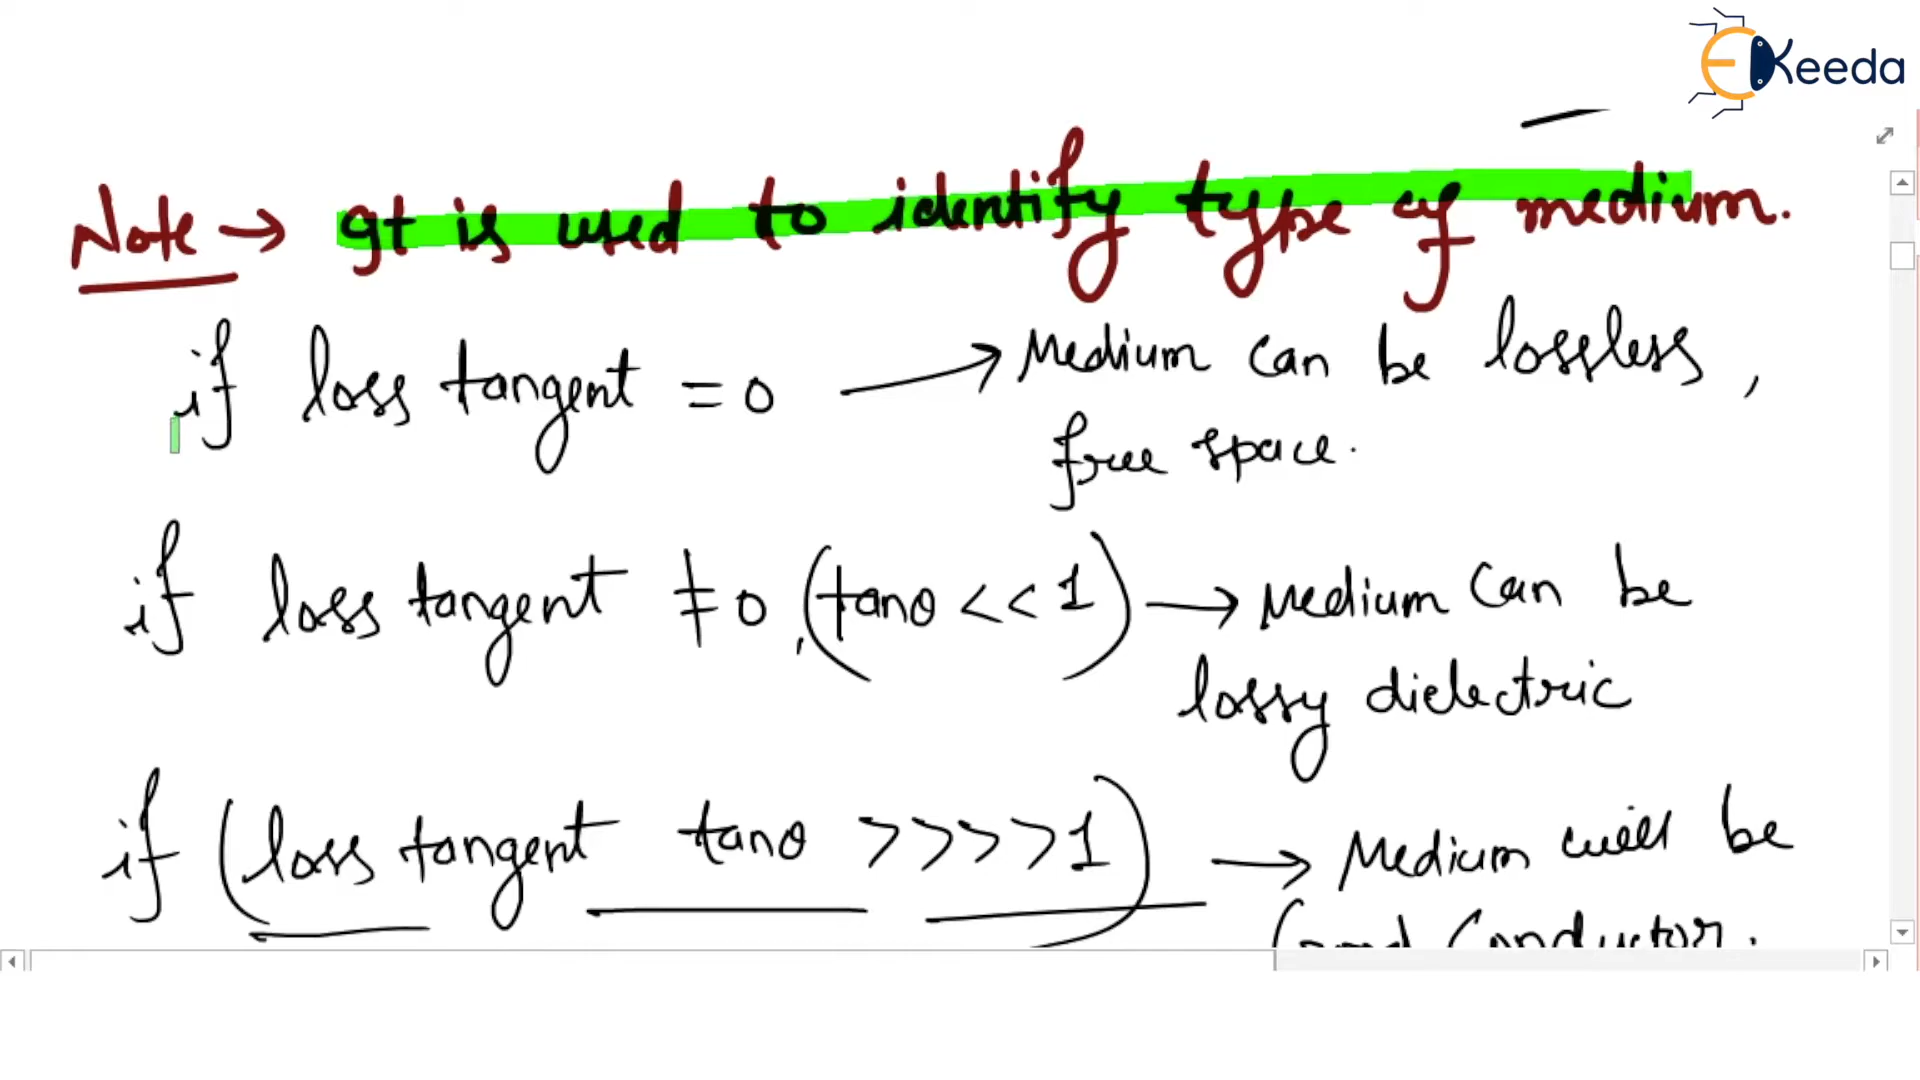 EKeeda
Note → It is used to identify type of medium.
if loss tangent = 0 → Medium can be lossless,
free space.
if loss tangent ≠ 0, (tanθ << 1) → Medium can be
lossy dielectric
if (loss tangent tanθ >>>>1) → Medium will be
Good Conductor.